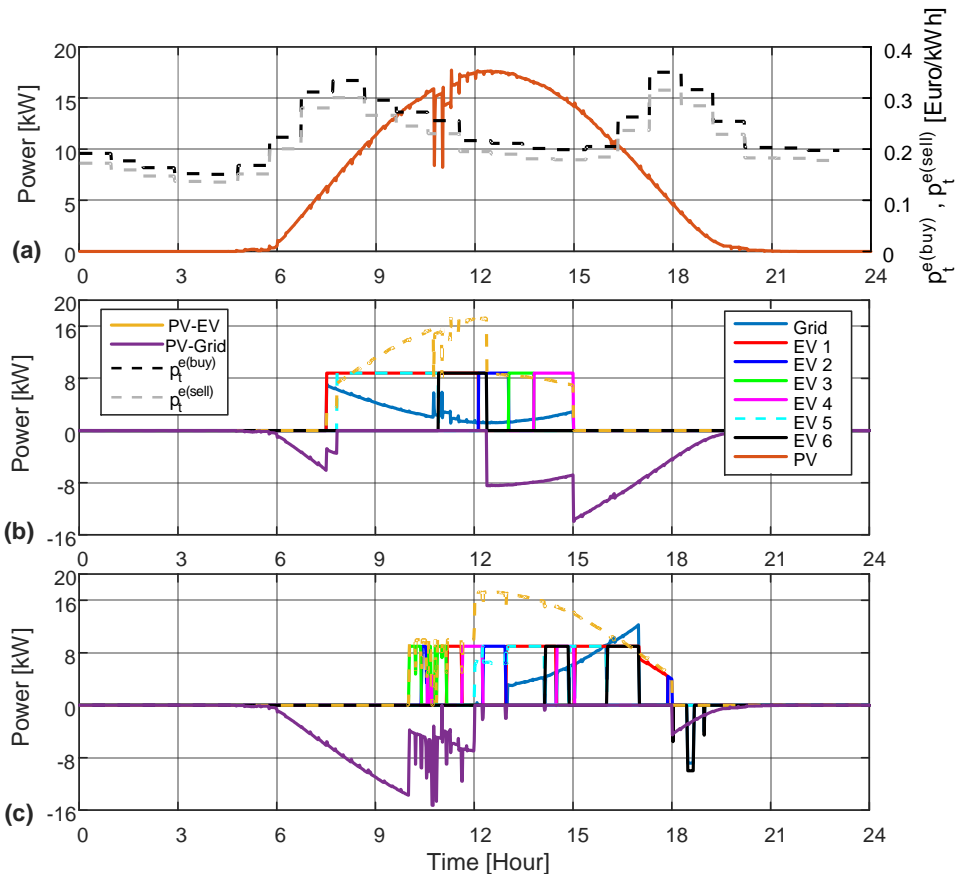 20
15
10
5
0
Power [kW]
0.4
0.3
0.2
0.1
0
p_t^e(buy) , p_t^e(sell) [Euro/kWh]
(a)
0 3 6 9 12 15 18 21 24
20
16
8
0
-8
-16
Power [kW]
PV-EV
PV-Grid
p_t^e(buy)
p_t^e(sell)
Grid
EV 1
EV 2
EV 3
EV 4
EV 5
EV 6
PV
(b)
0 3 6 9 12 15 18 21 24
20
16
8
0
-8
-16
Power [kW]
(c)
0 3 6 9 12 15 18 21 24
Time [Hour]